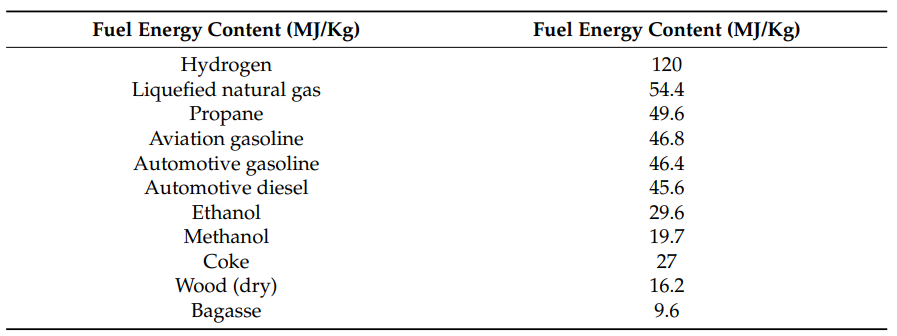 Fuel Energy Content (MJ/Kg) Fuel Energy Content (MJ/Kg)
Hydrogen 120
Liquefied natural gas 54.4
Propane 49.6
Aviation gasoline 46.8
Automotive gasoline 46.4
Automotive diesel 45.6
Ethanol 29.6
Methanol 19.7
Coke 27
Wood (dry) 16.2
Bagasse 9.6